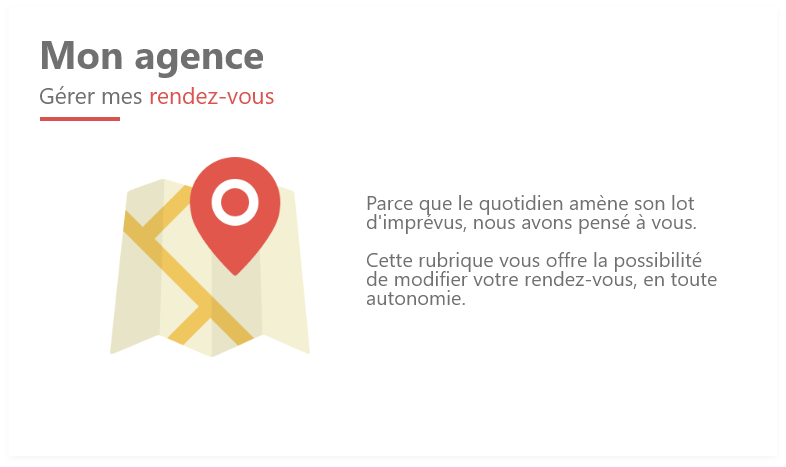 Mon agence
Gérer mes rendez-vous
Parce que le quotidien amène son lot
d'imprévus, nous avons pensé à vous.
Cette rubrique vous offre la possibilité
de modifier votre rendez-vous, en toute
autonomie.